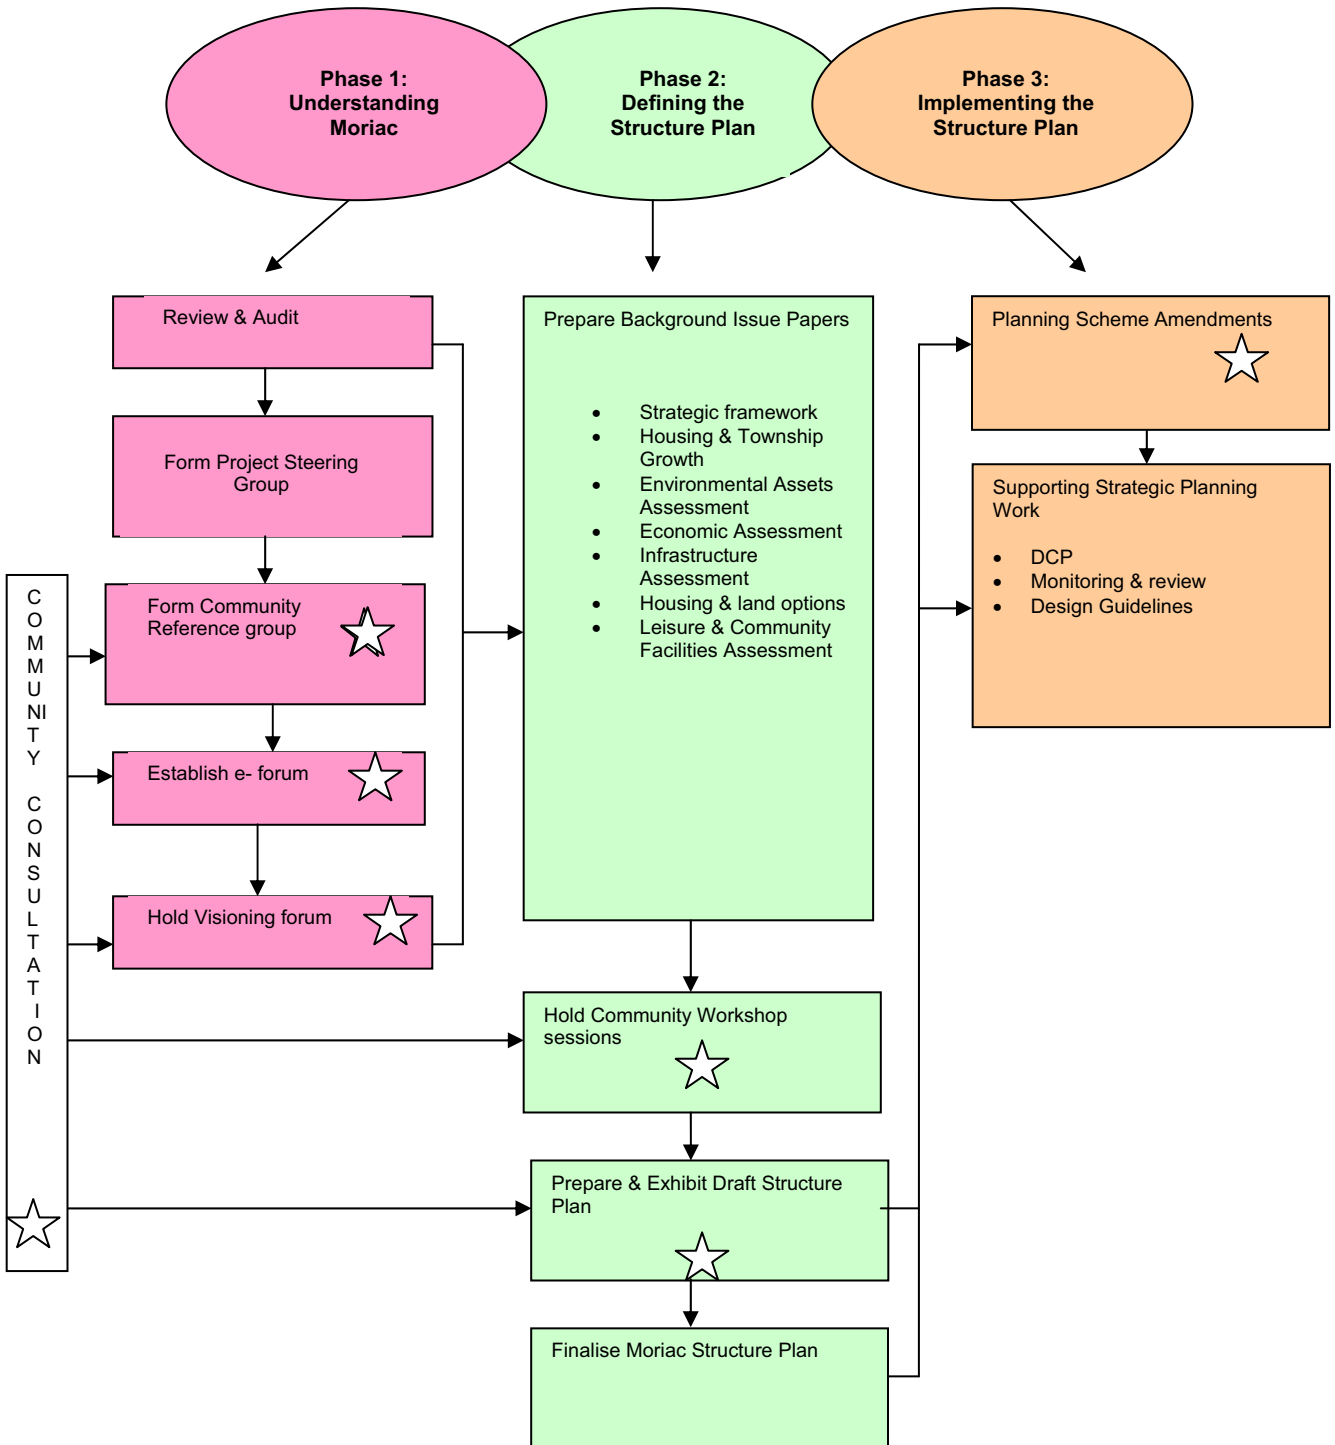 Phase 1:
Understanding
Moriac
Phase 2:
Defining the
Structure Plan
Phase 3:
Implementing the
Structure Plan
Review & Audit
Form Project Steering
Group
Form Community
Reference group
Establish e- forum
Hold Visioning forum
C
O
M
M
U
NI
T
Y
C
O
N
S
U
L
T
A
T
I
O
N
Prepare Background Issue Papers
• Strategic framework
• Housing & Township
Growth
• Environmental Assets
Assessment
• Economic Assessment
• Infrastructure
Assessment
• Housing & land options
• Leisure & Community
Facilities Assessment
Hold Community Workshop
sessions
Prepare & Exhibit Draft Structure
Plan
Finalise Moriac Structure Plan
Planning Scheme Amendments
Supporting Strategic Planning
Work
• DCP
• Monitoring & review
• Design Guidelines